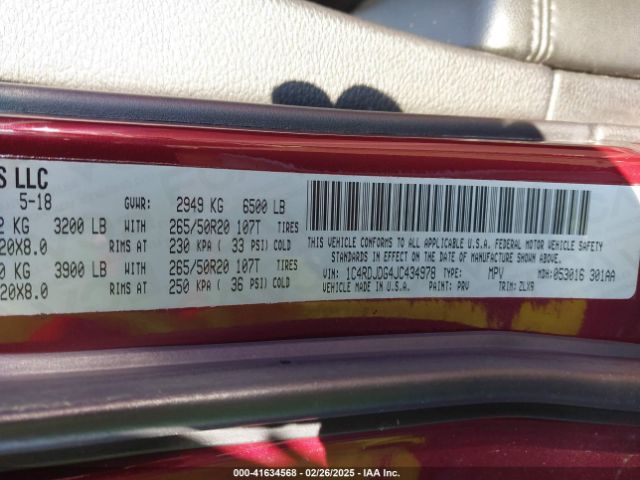 S LLC
5-18 GVWR: 2949 KG 6500 LB
KG 3200 LB WITH 265/50R20 107T TIRES
20X8.0 RIMS AT 230 KPA ( 33 PSI) COLD
KG 3900 LB WITH 265/50R20 107T TIRES
20X8.0 RIMS AT 250 KPA ( 36 PSI) COLD
THIS VEHICLE CONFORMS TO ALL APPLICABLE U.S.A. FEDERAL MOTOR VEHICLE SAFETY
STANDARDS IN EFFECT ON THE DATE OF MANUFACTURE SHOWN ABOVE
VIN: 1C4RDJDG4JC434978 TYPE: MPV MDH: 053016 301AA
VEHICLE MADE IN U.S.A. PAINT: PRV TRIM: ZLX9
000-41634568 | 02/26/2025 | IAA Inc.